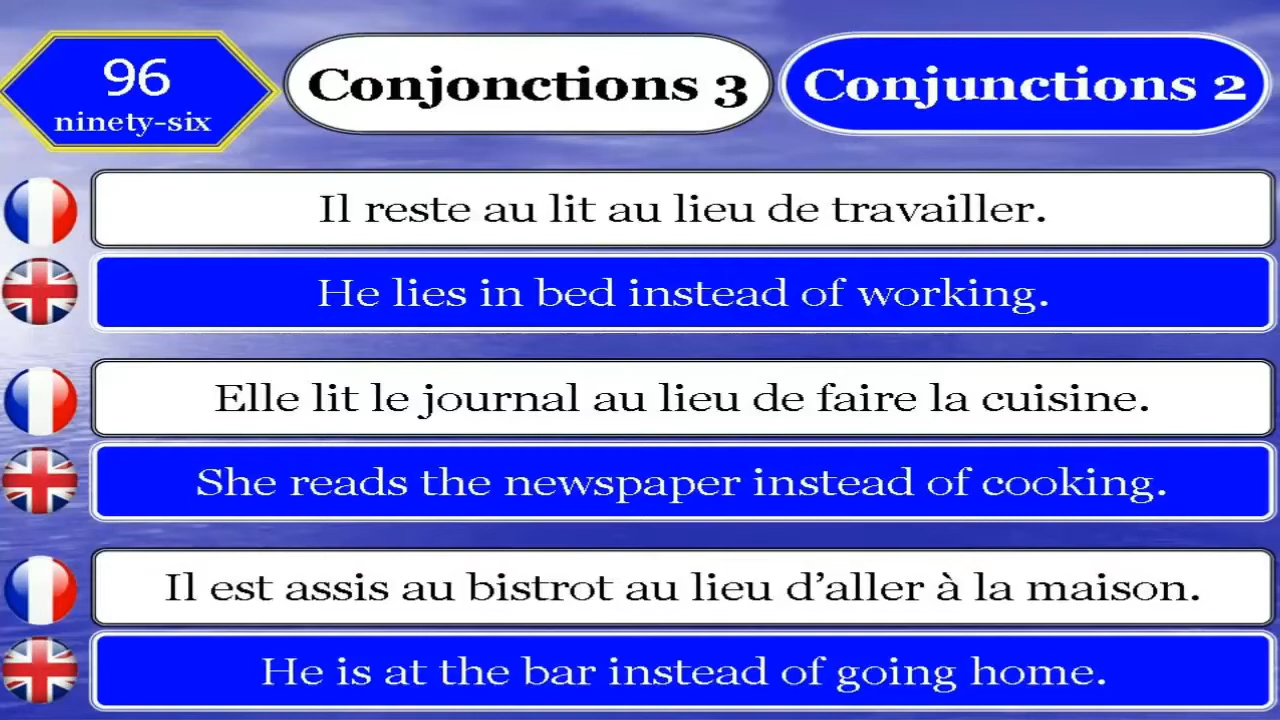 96
ninety-six
Conjonctions 3
Conjunctions 2
Il reste au lit au lieu de travailler.
He lies in bed instead of working.
Elle lit le journal au lieu de faire la cuisine.
She reads the newspaper instead of cooking.
Il est assis au bistrot au lieu d’aller à la maison.
He is at the bar instead of going home.